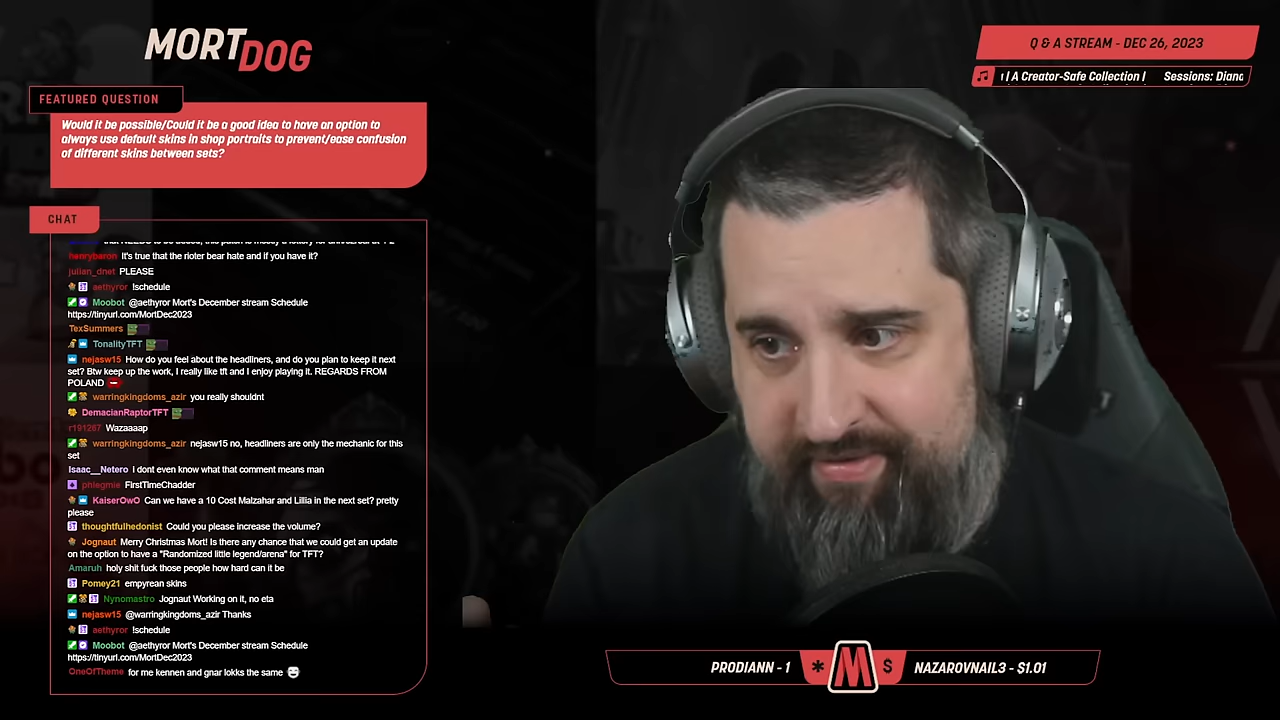 MORTDOG
FEATURED QUESTION
Would it be possible/Could it be a good idea to have an option to
always use default skins in shop portraits to prevent/ease confusion
of different skins between sets?
CHAT
henrybaron It's true that the rioter bear hate and if you have it?
julian_dnet PLEASE
aethyror !schedule
Moobot @aethyror Mort's December stream Schedule
https://tinyurl.com/MortDec2023
TexSummers
TonalityTFT
nejasw15 How do you feel about the headliners, and do you plan to keep it next
set? Btw keep up the work, I really like tft and I enjoy playing it. REGARDS FROM
POLAND
warringkingdoms_azir you really shouldnt
DemacianRaptorTFT
r191267 Wazaaaap
warringkingdoms_azir nejasw15 no, headliners are only the mechanic for this
set
Isaac__Netero I dont even know what that comment means man
phlegmie FirstTimeChadder
KaiserOwO Can we have a 10 Cost Malzahar and Lillia in the next set? pretty
please
thoughtfulhedonist Could you please increase the volume?
Jognaut Merry Christmas Mort! Is there any chance that we could get an update
on the option to have a "Randomized little legend/arena" for TFT?
Amaruh holy shit fuck those people how hard can it be
Pomey21 empyrean skins
Nynomastro Jognaut Working on it, no eta
nejasw15 @warringkingdoms_azir Thanks
aethyror !schedule
Moobot @aethyror Mort's December stream Schedule
https://tinyurl.com/MortDec2023
OneOfTheme for me kennen and gnar lokks the same
Q & A STREAM - DEC 26, 2023
| A Creator-Safe Collection | Sessions: Diana
PRODIANN - 1 * M $ NAZAROVNAIL3 - $1.01